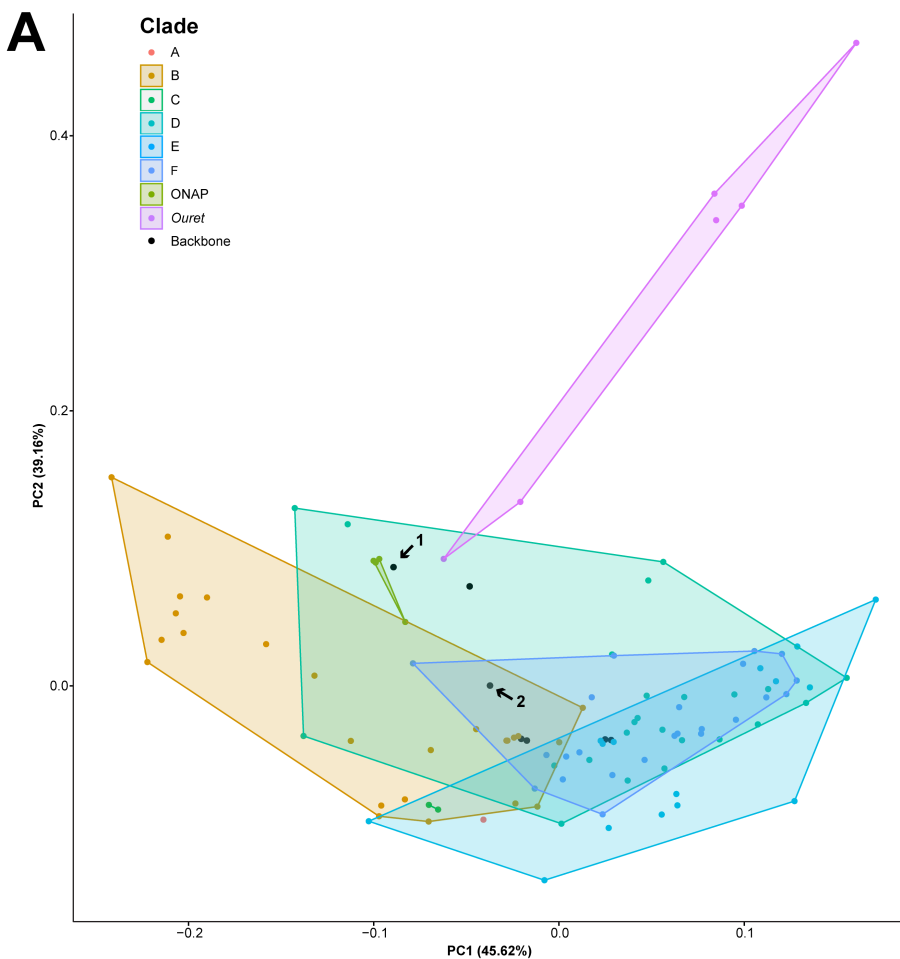 A
Clade
A
B
C
D
E
F
ONAP
Ouret
Backbone
0.4
0.2
0.0
PC2 (39.16%)
1
2
−0.2
−0.1
0.0
0.1
PC1 (45.62%)